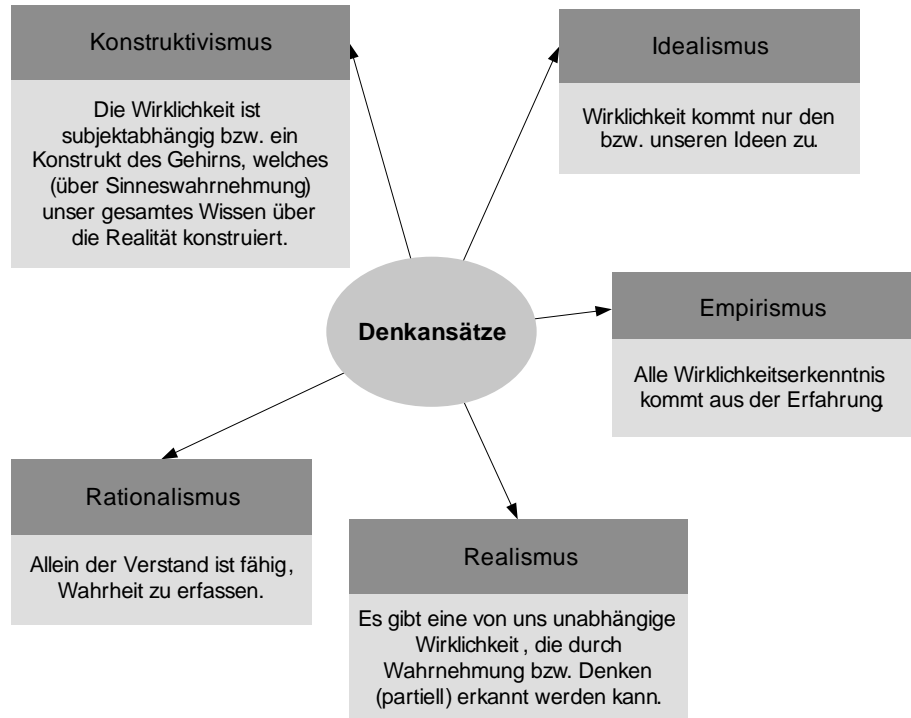 Konstruktivismus
Die Wirklichkeit ist
subjektabhängig bzw. ein
Konstrukt des Gehirns, welches
(über Sinneswahrnehmung)
unser gesamtes Wissen über
die Realität konstruiert.
Idealismus
Wirklichkeit kommt nur den
bzw. unseren Ideen zu.
Denkansätze
Empirismus
Alle Wirklichkeitserkenntnis
kommt aus der Erfahrung.
Rationalismus
Allein der Verstand ist fähig,
Wahrheit zu erfassen.
Realismus
Es gibt eine von uns unabhängige
Wirklichkeit, die durch
Wahrnehmung bzw. Denken
(partiell) erkannt werden kann.